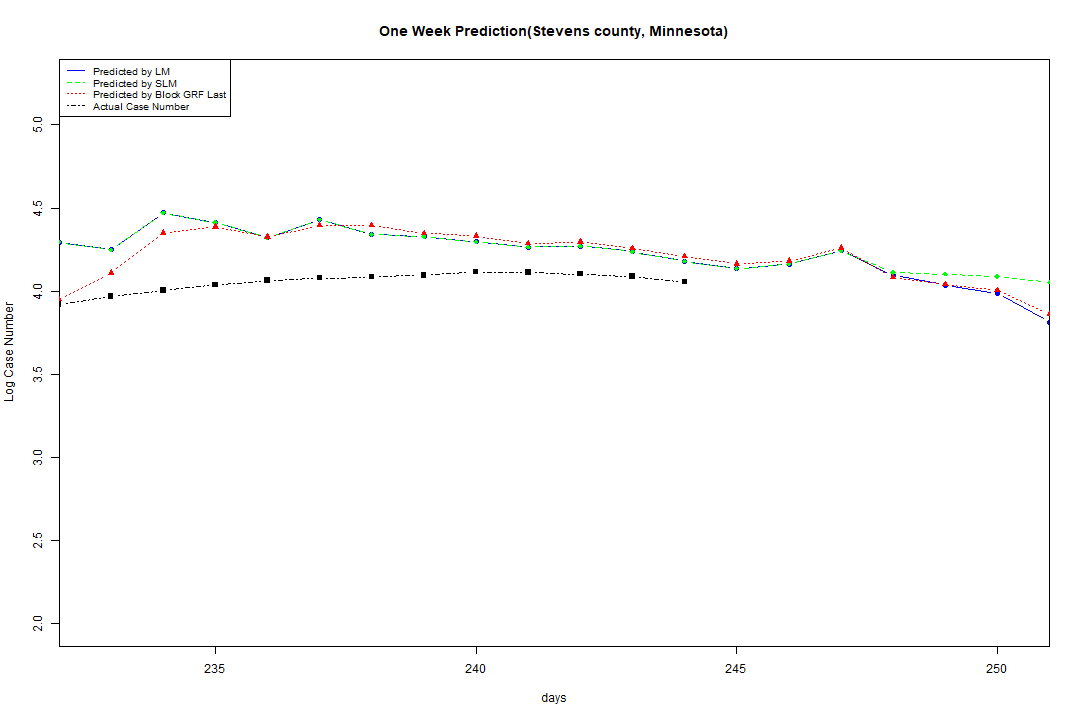 One Week Prediction(Stevens county, Minnesota)
Predicted by LM
Predicted by SLM
Predicted by Block GRF Last
Actual Case Number
5.0
4.5
4.0
3.5
3.0
2.5
2.0
Log Case Number
235
240
245
250
days